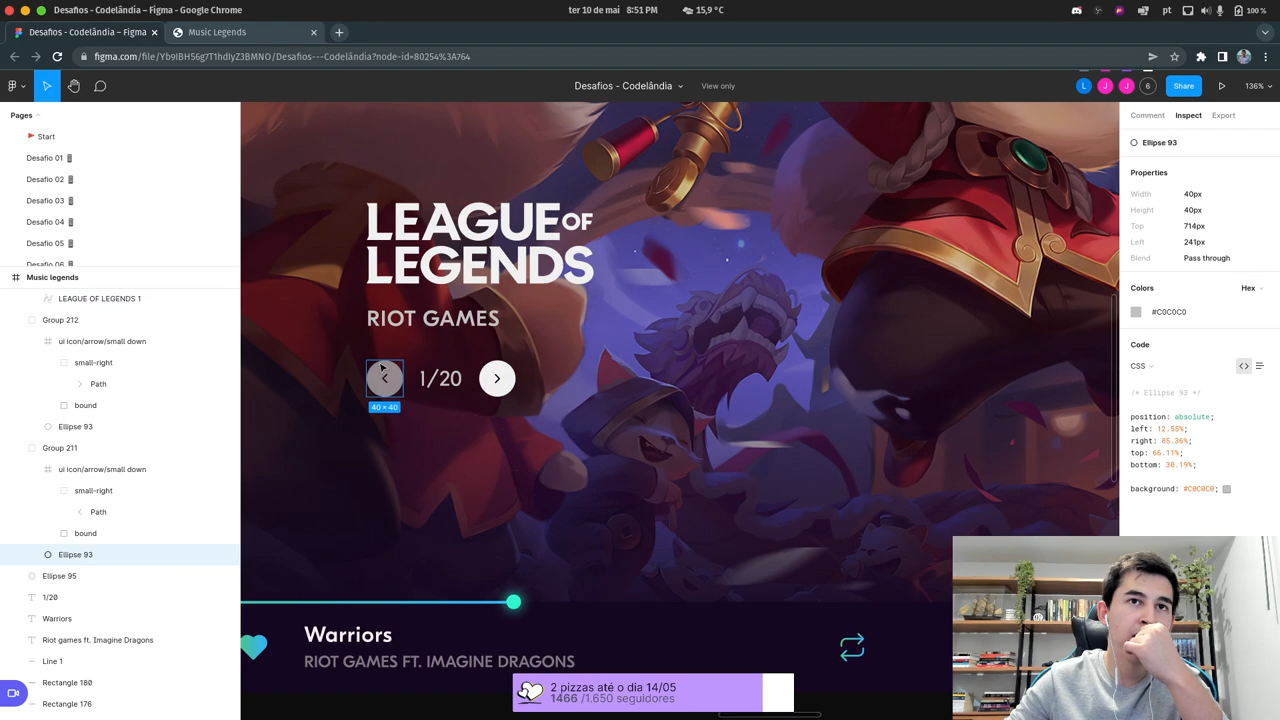 Desafios - Codelândia – Figma - Google Chrome
ter 10 de mai 8:51 PM
15,9 °C
100 %
Desafios - Codelândia – Figma
Music Legends
figma.com/file/Yb9IBH56g7T1hdIyZ3BMNO/Desafios---Codelândia?node-id=80254%3A764
Desafios - Codelândia
View only
L
J
J
6
Share
136%
Pages
Start
Desafio 01
Desafio 02
Desafio 03
Desafio 04
Desafio 05
Desafio 06
Music legends
LEAGUE OF LEGENDS 1
Group 212
ui icon/arrow/small down
small-right
Path
bound
Ellipse 93
Group 211
ui icon/arrow/small down
small-right
Path
bound
Ellipse 93
Ellipse 95
1/20
Warriors
Riot games ft. Imagine Dragons
Line 1
Rectangle 180
Rectangle 176
LEAGUE OF
LEGENDS
RIOT GAMES
1/20
40 × 40
Warriors
RIOT GAMES FT. IMAGINE DRAGONS
2 pizzas até o dia 14/05
1466 /1.650 seguidores
Comment
Inspect
Export
Ellipse 93
Properties
Width 40px
Height 40px
Top 714px
Left 241px
Blend Pass through
Colors
Hex
#C0C0C0
Code
CSS
/* Ellipse 93 */
position: absolute;
left: 12.55%;
right: 85.36%;
top: 66.11%;
bottom: 30.19%;
background: #C0C0C0;